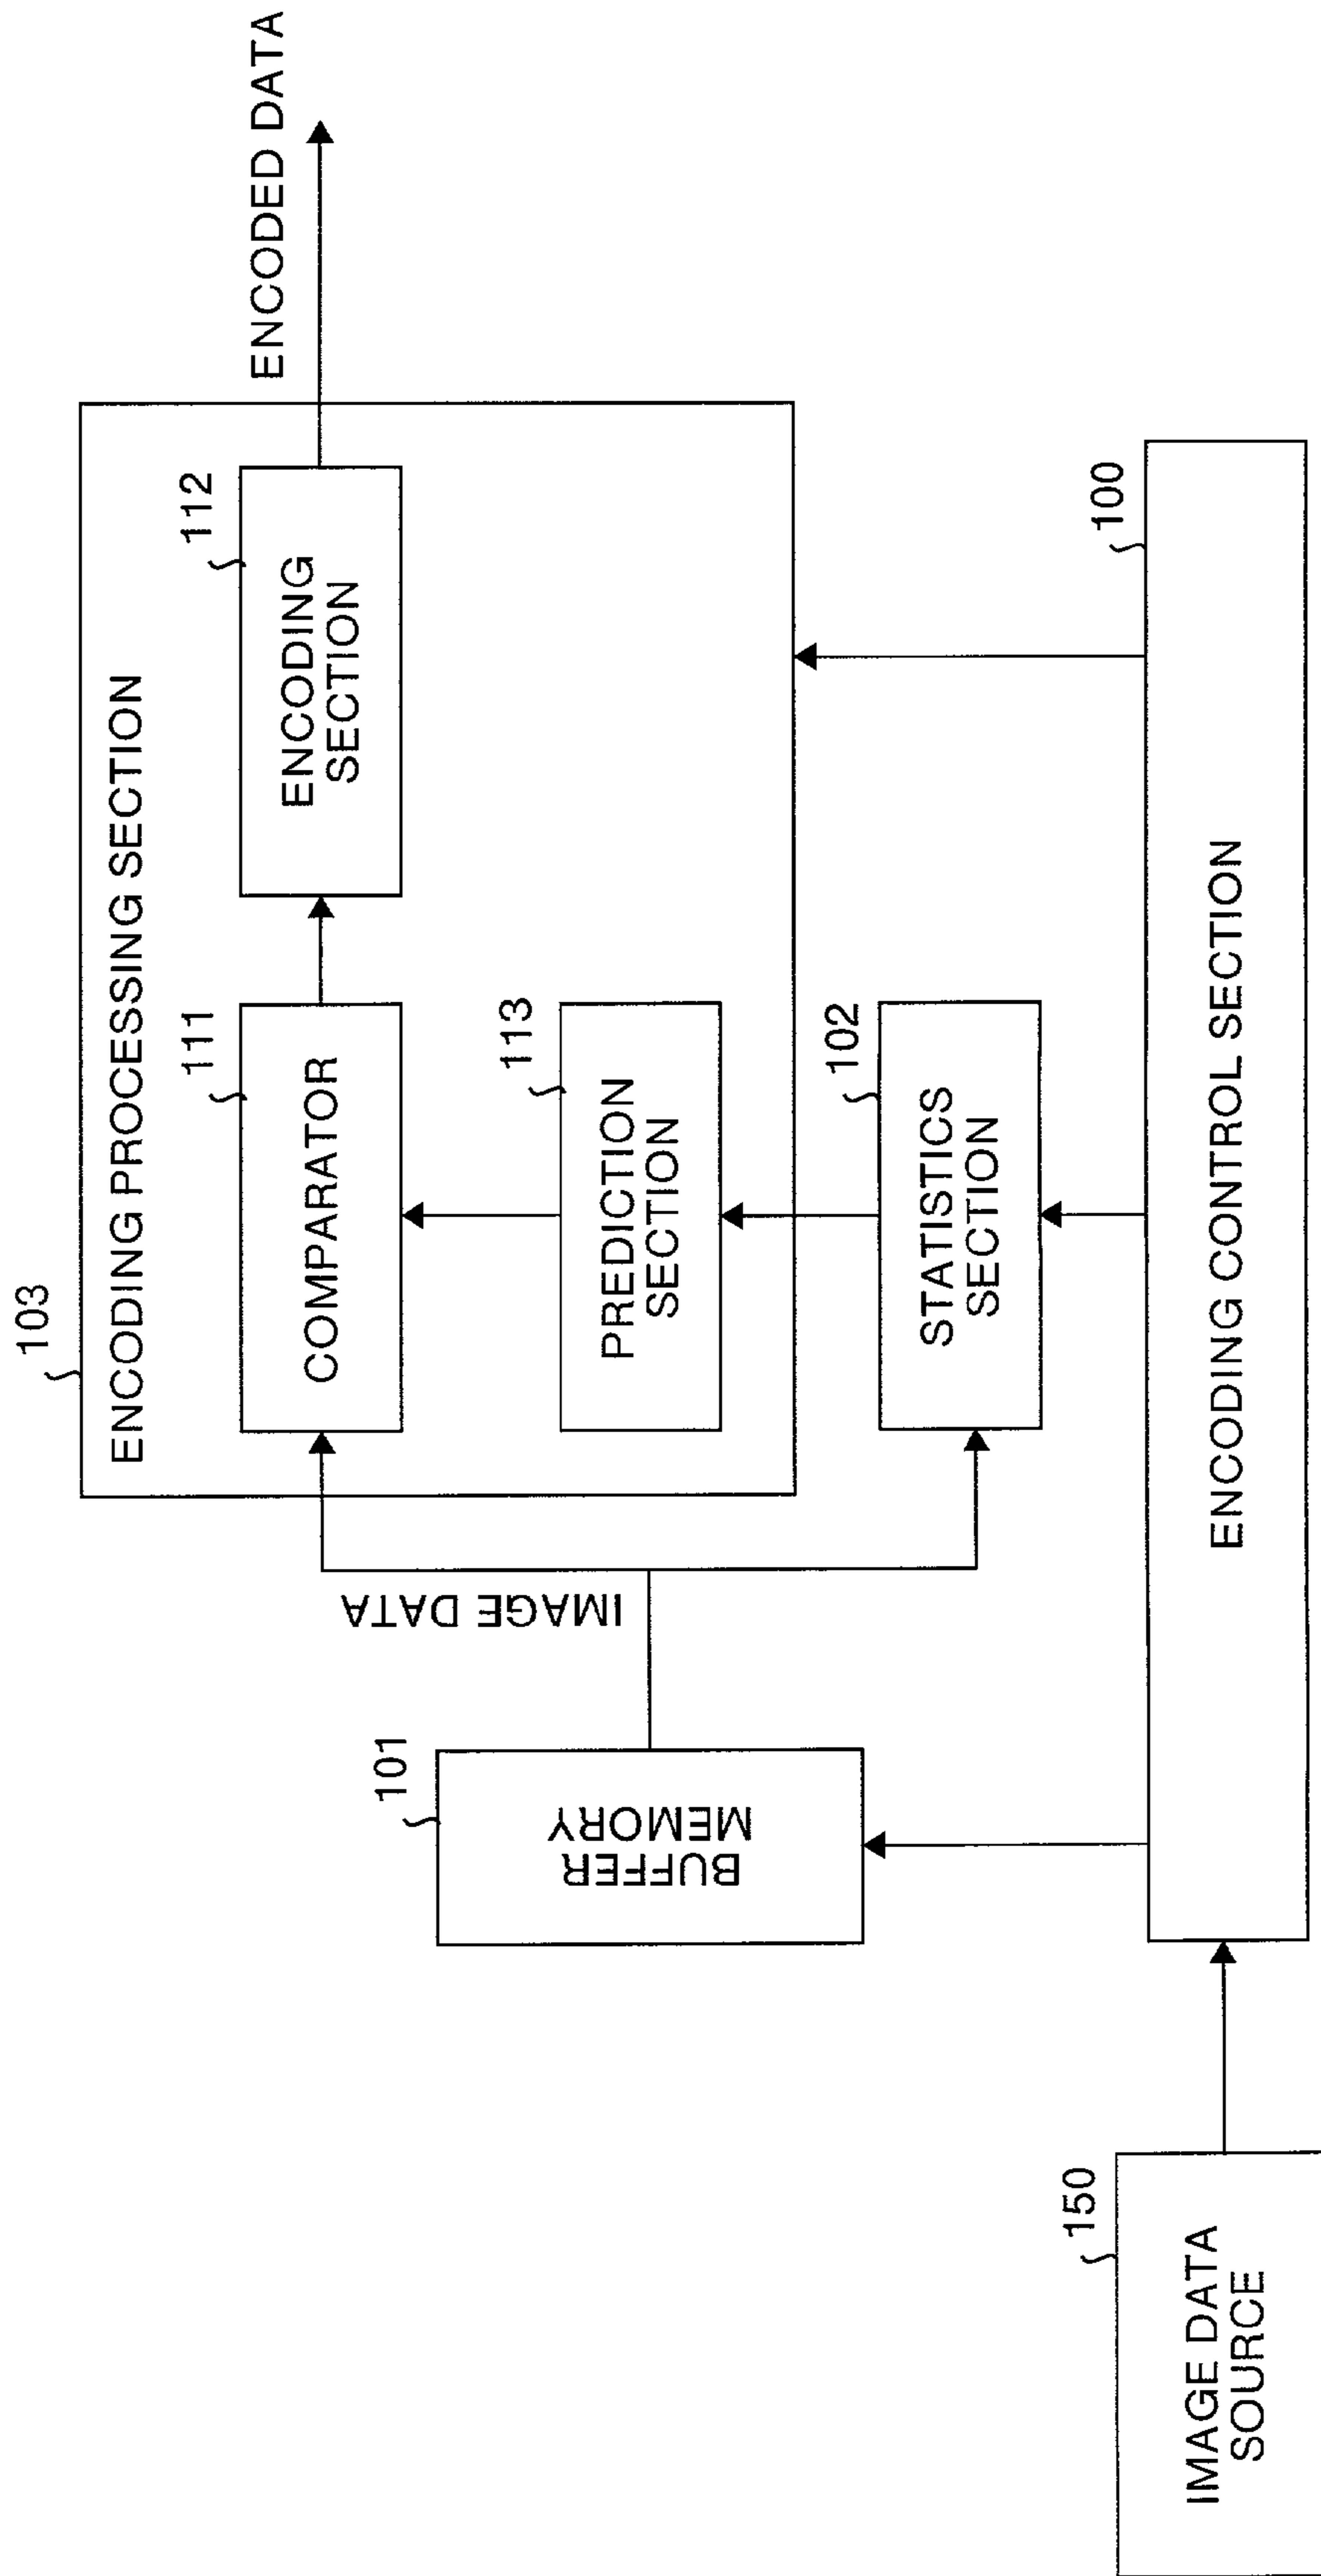 103
ENCODING PROCESSING SECTION
111
COMPARATOR
112
ENCODING
SECTION
ENCODED DATA
113
PREDICTION
SECTION
IMAGE DATA
101
BUFFER
MEMORY
102
STATISTICS
SECTION
100
ENCODING CONTROL SECTION
150
IMAGE DATA
SOURCE